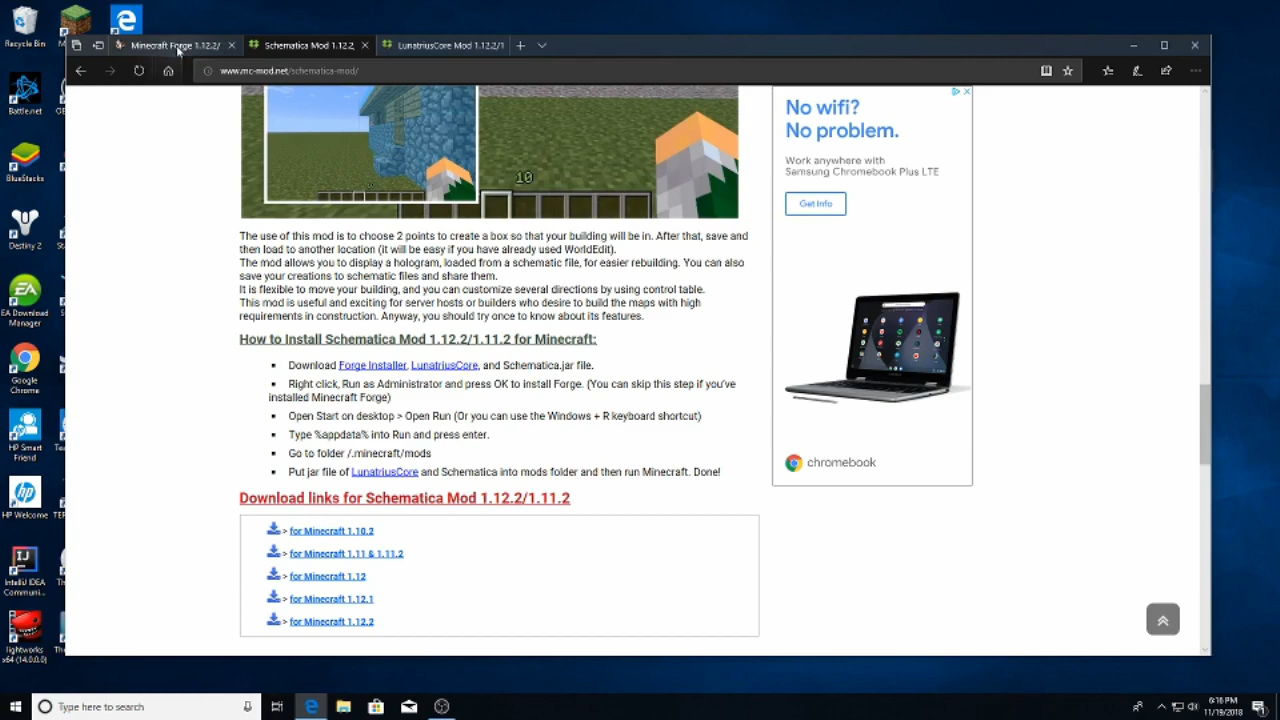 Minecraft Forge 1.12.2/
Schematica Mod 1.12.2,
LunatriusCore Mod 1.12.2/1
www.mc-mod.net/schematica-mod/
Recycle Bin
Battle.net
BlueStacks
Destiny 2
EA Download
Manager
Google
Chrome
HP Smart
Friend
HP Welcome
IntelliJ IDEA
Communi...
lightworks
x64 (14.0.0.0)
10
The use of this mod is to choose 2 points to create a box so that your building will be in. After that, save and
then load to another location (it will be easy if you have already used WorldEdit).
The mod allows you to display a hologram, loaded from a schematic file, for easier rebuilding. You can also
save your creations to schematic files and share them.
It is flexible to move your building, and you can customize several directions by using control table.
This mod is useful and exciting for server hosts or builders who desire to build the maps with high
requirements in construction. Anyway, you should try once to know about its features.
How to Install Schematica Mod 1.12.2/1.11.2 for Minecraft:
Download Forge Installer, LunatriusCore, and Schematica.jar file.
Right click, Run as Administrator and press OK to install Forge. (You can skip this step if you've
installed Minecraft Forge)
Open Start on desktop > Open Run (Or you can use the Windows + R keyboard shortcut)
Type %appdata% into Run and press enter.
Go to folder /.minecraft/mods
Put jar file of LunatriusCore and Schematica into mods folder and then run Minecraft. Done!
Download links for Schematica Mod 1.12.2/1.11.2
> for Minecraft 1.10.2
> for Minecraft 1.11 & 1.11.2
> for Minecraft 1.12
> for Minecraft 1.12.1
> for Minecraft 1.12.2
No wifi?
No problem.
Work anywhere with
Samsung Chromebook Plus LTE
Get Info
chromebook
Type here to search
6:16 PM
11/19/2018